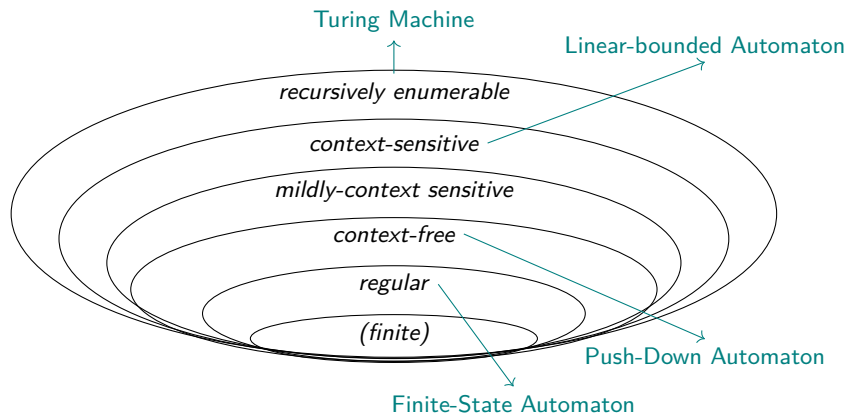 Turing Machine
Linear-bounded Automaton
recursively enumerable
context-sensitive
mildly-context sensitive
context-free
regular
(finite)
Push-Down Automaton
Finite-State Automaton